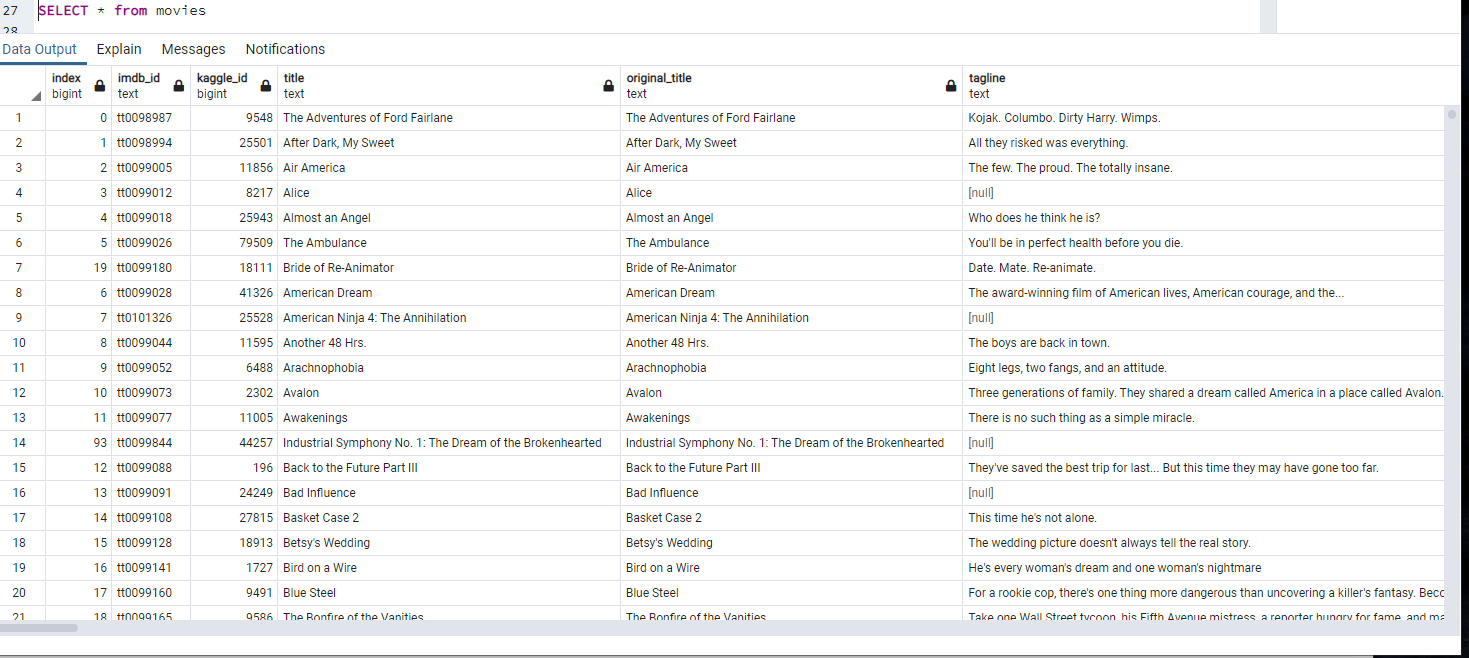 27 SELECT * from movies
28
Data Output Explain Messages Notifications
index imdb_id kaggle_id title original_title tagline
bigint text bigint text text text
1 0 tt0098987 9548 The Adventures of Ford Fairlane The Adventures of Ford Fairlane Kojak. Columbo. Dirty Harry. Wimps.
2 1 tt0098994 25501 After Dark, My Sweet After Dark, My Sweet All they risked was everything.
3 2 tt0099005 11856 Air America Air America The few. The proud. The totally insane.
4 3 tt0099012 8217 Alice Alice [null]
5 4 tt0099018 25943 Almost an Angel Almost an Angel Who does he think he is?
6 5 tt0099026 79509 The Ambulance The Ambulance You'll be in perfect health before you die.
7 19 tt0099180 18111 Bride of Re-Animator Bride of Re-Animator Date. Mate. Re-animate.
8 6 tt0099028 41326 American Dream American Dream The award-winning film of American lives, American courage, and the...
9 7 tt0101326 25528 American Ninja 4: The Annihilation American Ninja 4: The Annihilation [null]
10 8 tt0099044 11595 Another 48 Hrs. Another 48 Hrs. The boys are back in town.
11 9 tt0099052 6488 Arachnophobia Arachnophobia Eight legs, two fangs, and an attitude.
12 10 tt0099073 2302 Avalon Avalon Three generations of family. They shared a dream called America in a place called Avalon.
13 11 tt0099077 11005 Awakenings Awakenings There is no such thing as a simple miracle.
14 93 tt0099844 44257 Industrial Symphony No. 1: The Dream of the Brokenhearted Industrial Symphony No. 1: The Dream of the Brokenhearted [null]
15 12 tt0099088 196 Back to the Future Part III Back to the Future Part III They've saved the best trip for last... But this time they may have gone too far.
16 13 tt0099091 24249 Bad Influence Bad Influence [null]
17 14 tt0099108 27815 Basket Case 2 Basket Case 2 This time he's not alone.
18 15 tt0099128 18913 Betsy's Wedding Betsy's Wedding The wedding picture doesn't always tell the real story.
19 16 tt0099141 1727 Bird on a Wire Bird on a Wire He's every woman's dream and one woman's nightmare
20 17 tt0099160 9491 Blue Steel Blue Steel For a rookie cop, there's one thing more dangerous than uncovering a killer's fantasy. Becc
21 18 tt0099165 9586 The Bonfire of the Vanities The Bonfire of the Vanities Take one Wall Street tycoon, his Fifth Avenue mistress, a reporter hungry for fame, and ma